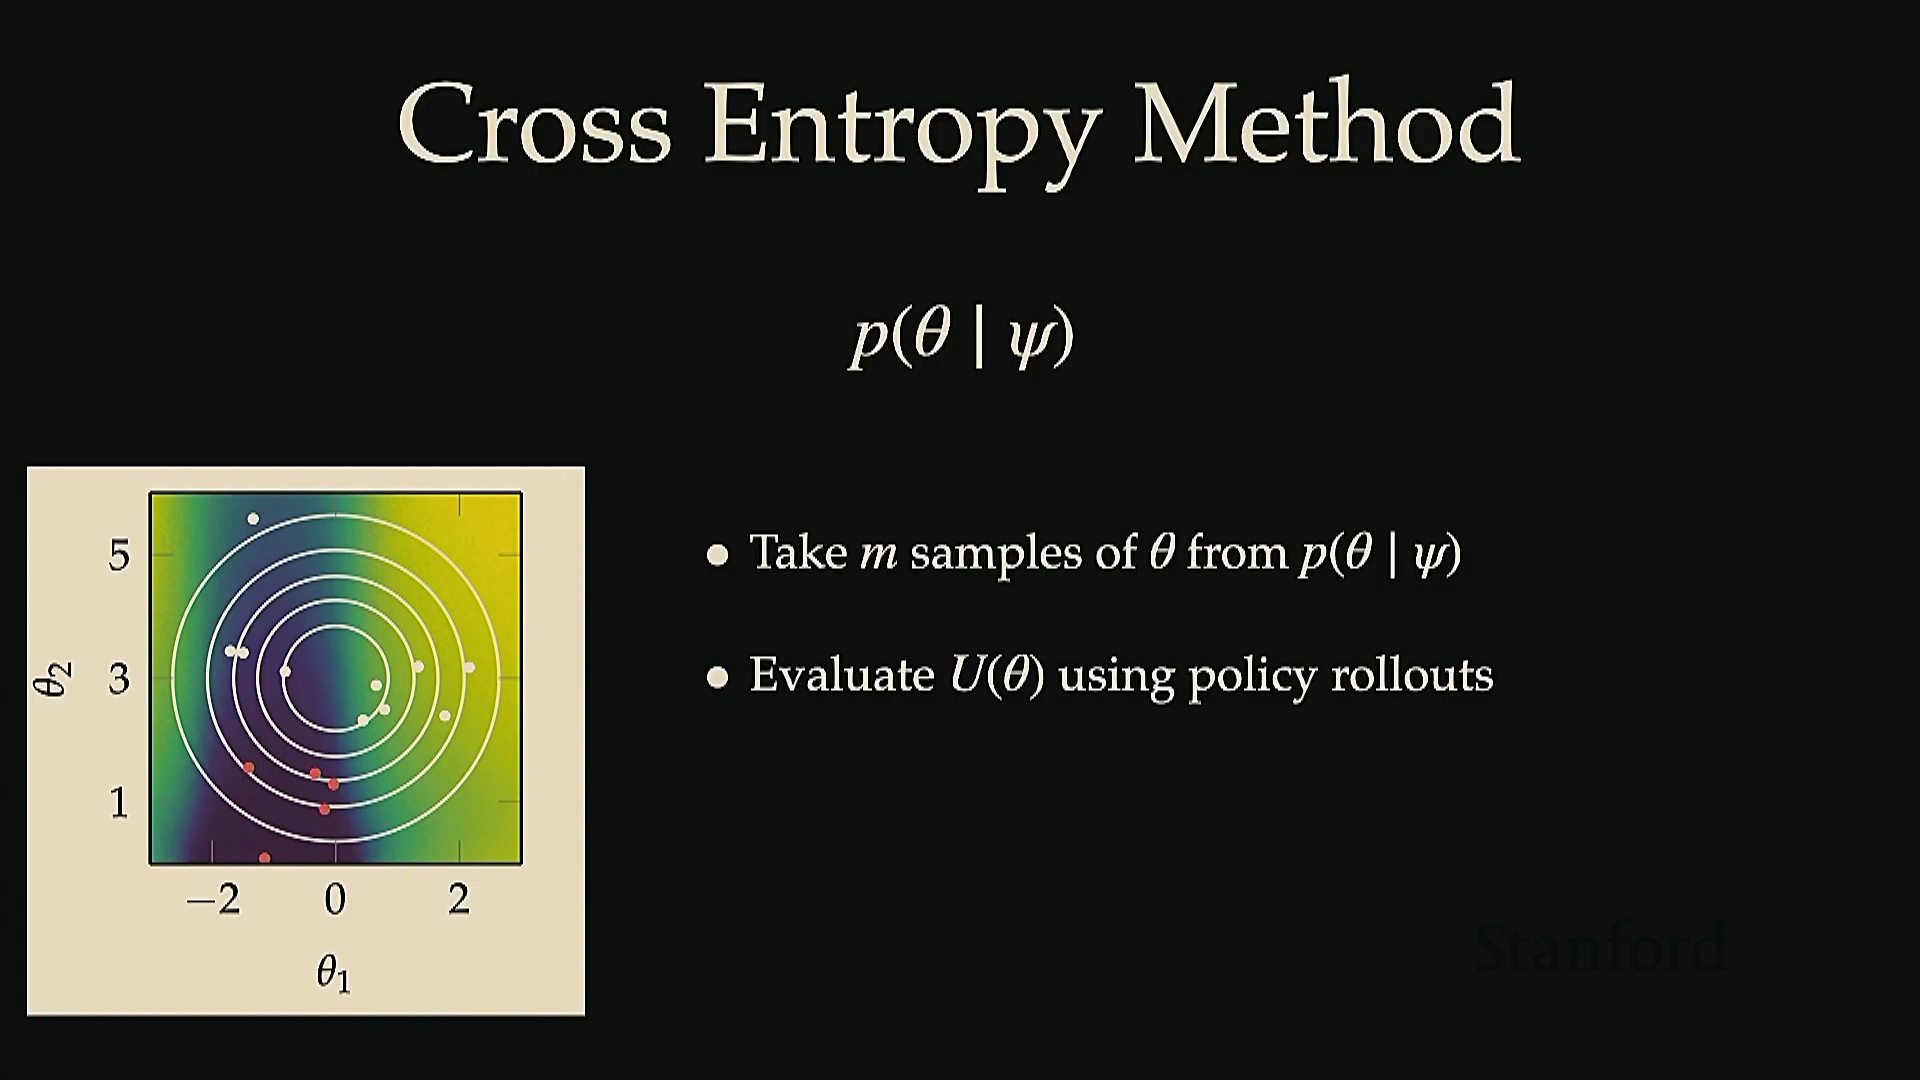 Cross Entropy Method
p(θ | ψ)
5
3
1
θ₂
−2 0 2
θ₁
• Take m samples of θ from p(θ | ψ)
• Evaluate U(θ) using policy rollouts
Stanford